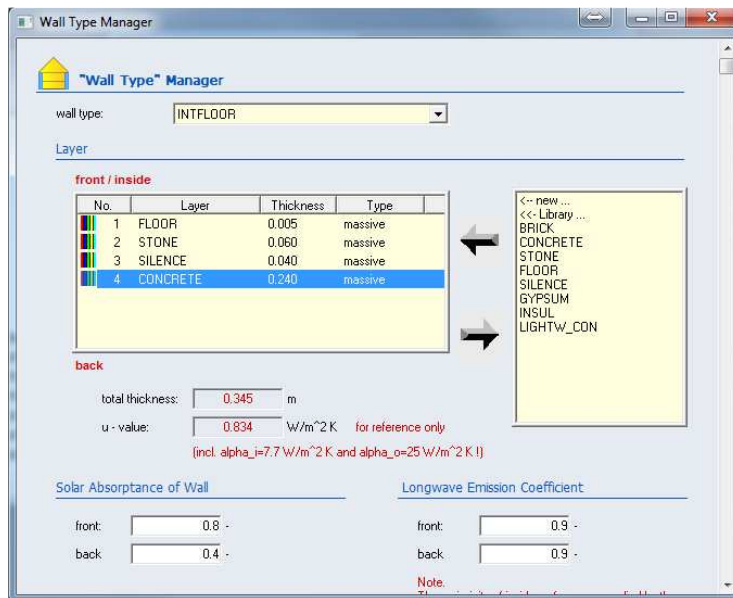 Wall Type Manager
"Wall Type" Manager
wall type: INTFLOOR
Layer
front / inside
No. Layer Thickness Type
1 FLOOR 0.005 massive
2 STONE 0.060 massive
3 SILENCE 0.040 massive
4 CONCRETE 0.240 massive
back
<-- new ...
<<- Library ...
BRICK
CONCRETE
STONE
FLOOR
SILENCE
GYPSUM
INSUL
LIGHTW_CON
total thickness: 0.345 m
u - value: 0.834 W/m^2 K for reference only
(incl. alpha_i=7.7 W/m^2 K and alpha_o=25 W/m^2 K !)
Solar Absorptance of Wall
front: 0.8 -
back 0.4 -
Longwave Emission Coefficient
front: 0.9 -
back 0.9 -
Note.